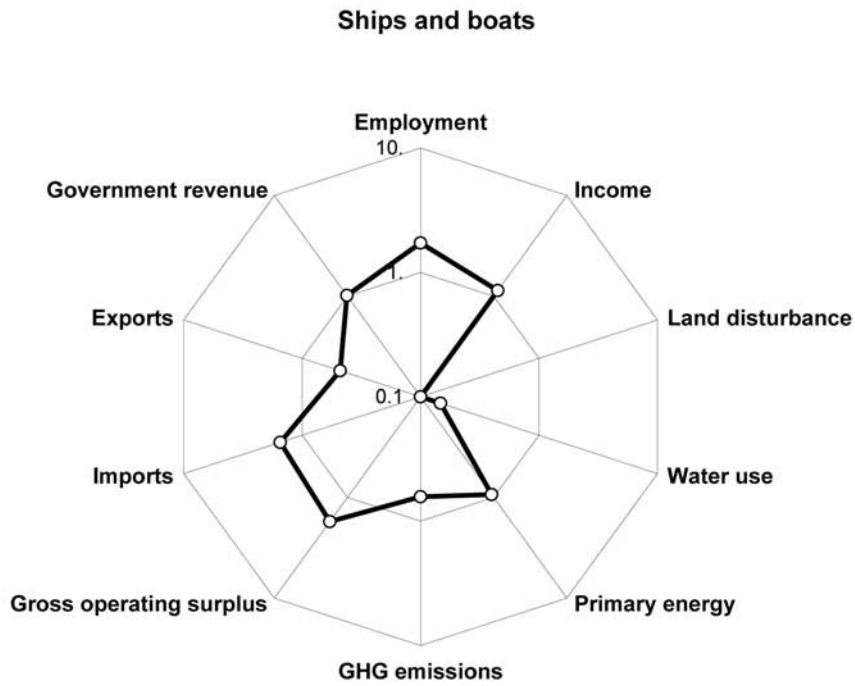 Ships and boats
Employment
10.
Government revenue
Income
1.
Exports
Land disturbance
0.1
Imports
Water use
Gross operating surplus
Primary energy
GHG emissions